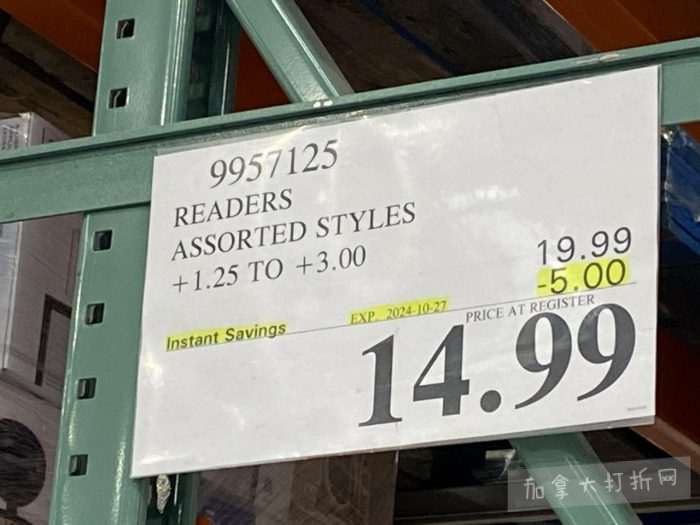 9957125
READERS
ASSORTED STYLES
+1.25 TO +3.00
19.99
-5.00
Instant Savings
EXP. 2024-10-27
PRICE AT REGISTER
14.99
加拿大打折网